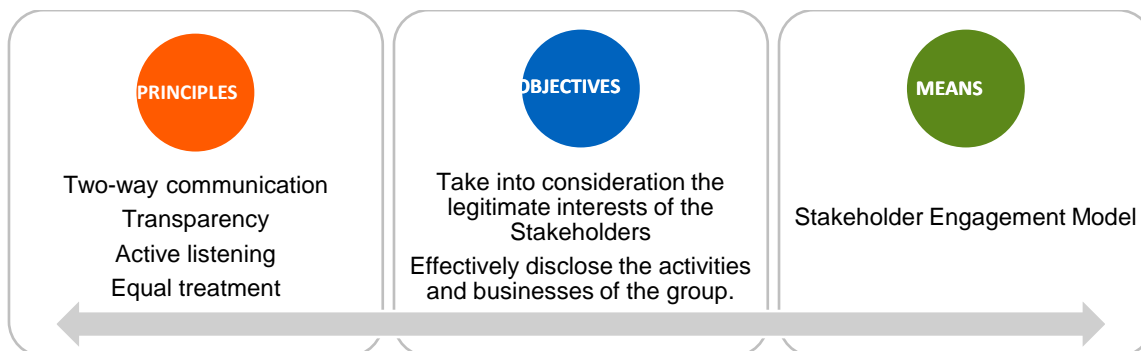 PRINCIPLES
Two-way communication
Transparency
Active listening
Equal treatment
OBJECTIVES
Take into consideration the
legitimate interests of the
Stakeholders
Effectively disclose the activities
and businesses of the group.
MEANS
Stakeholder Engagement Model